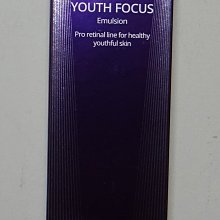 YOUTH FOCUS
Emulsion
Pro retinal line for healthy
youthful skin